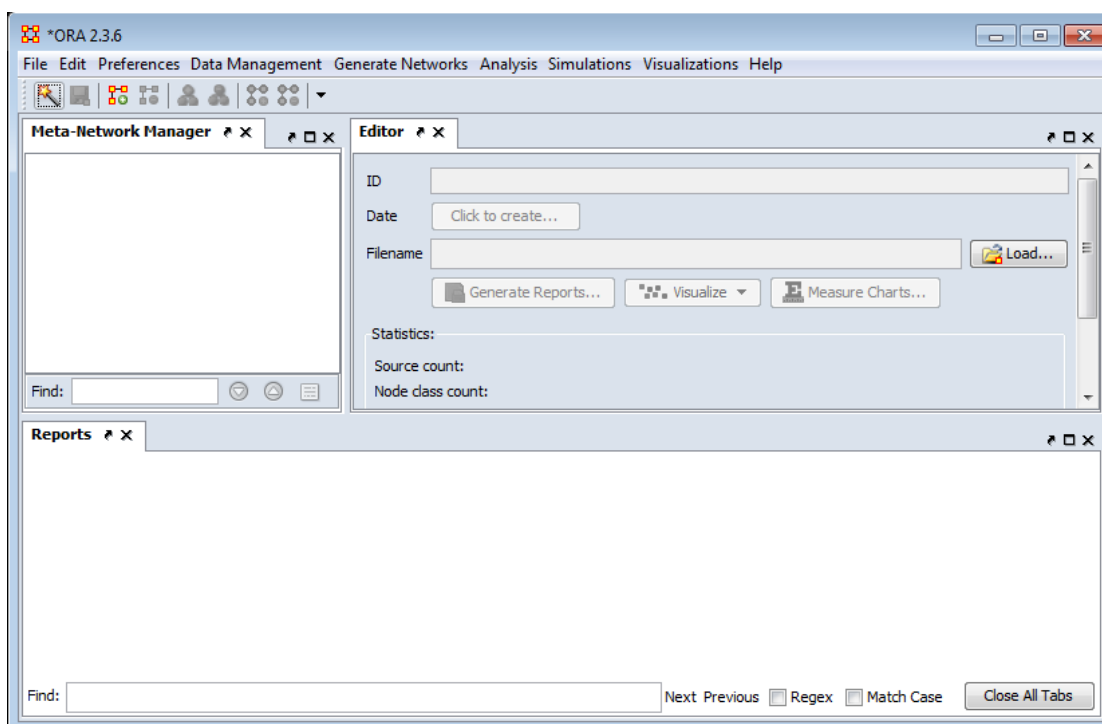 *ORA 2.3.6
File Edit Preferences Data Management Generate Networks Analysis Simulations Visualizations Help
Meta-Network Manager
Editor
ID
Date Click to create...
Filename Load...
Generate Reports... Visualize Measure Charts...
Statistics:
Source count:
Node class count:
Find:
Reports
Find: Next Previous Regex Match Case Close All Tabs